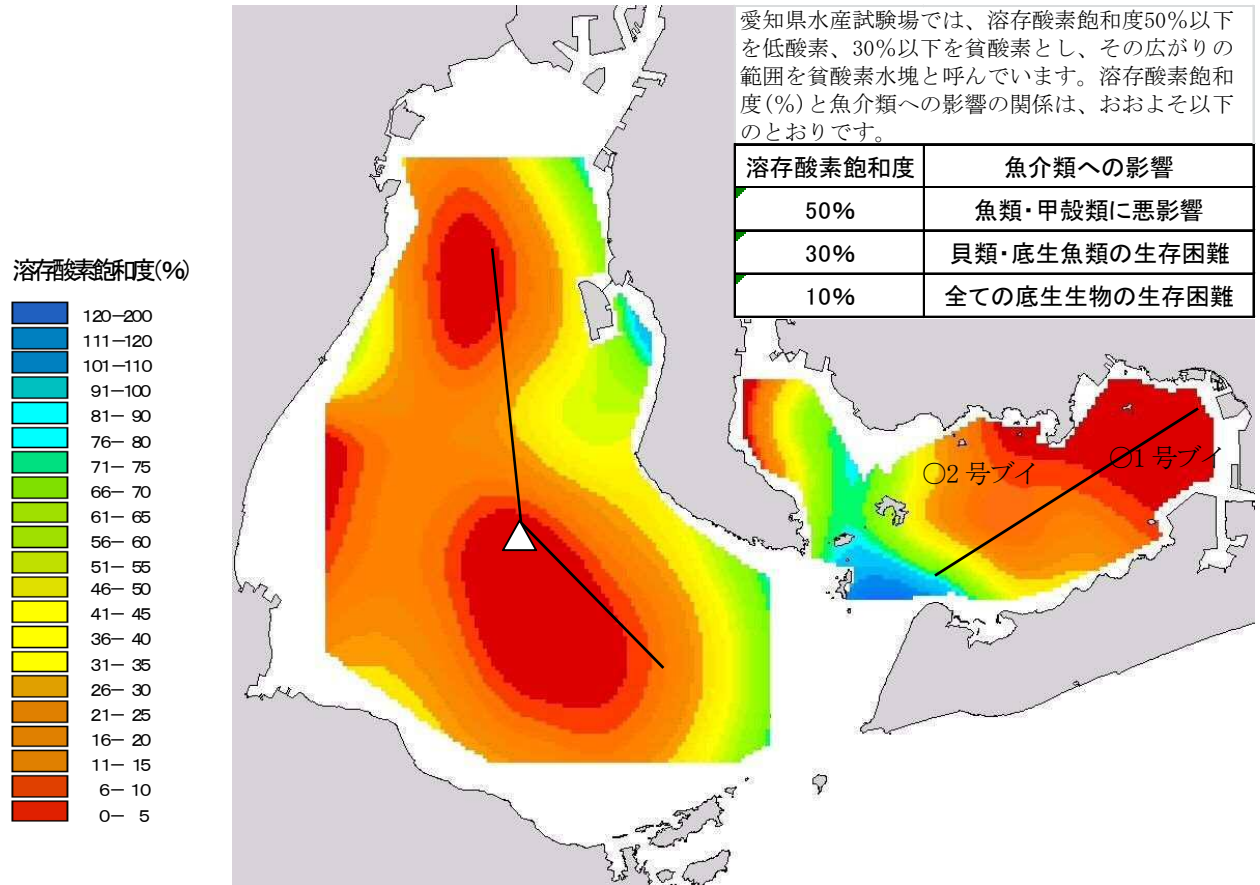 愛知県水産試験場では、溶存酸素飽和度50%以下
を低酸素、30%以下を貧酸素とし、その広がりの
範囲を貧酸素水塊と呼んでいます。溶存酸素飽和
度(%)と魚介類への影響の関係は、おおよそ以下
のとおりです。
溶存酸素飽和度 魚介類への影響
50% 魚類・甲殻類に悪影響
30% 貝類・底生魚類の生存困難
10% 全ての底生生物の生存困難
溶存酸素飽和度(%)
120-200
111-120
101-110
91-100
81-90
76-80
71-75
66-70
61-65
56-60
51-55
46-50
41-45
36-40
31-35
26-30
21-25
16-20
11-15
6-10
0-5
○2 号ブイ
○1 号ブイ